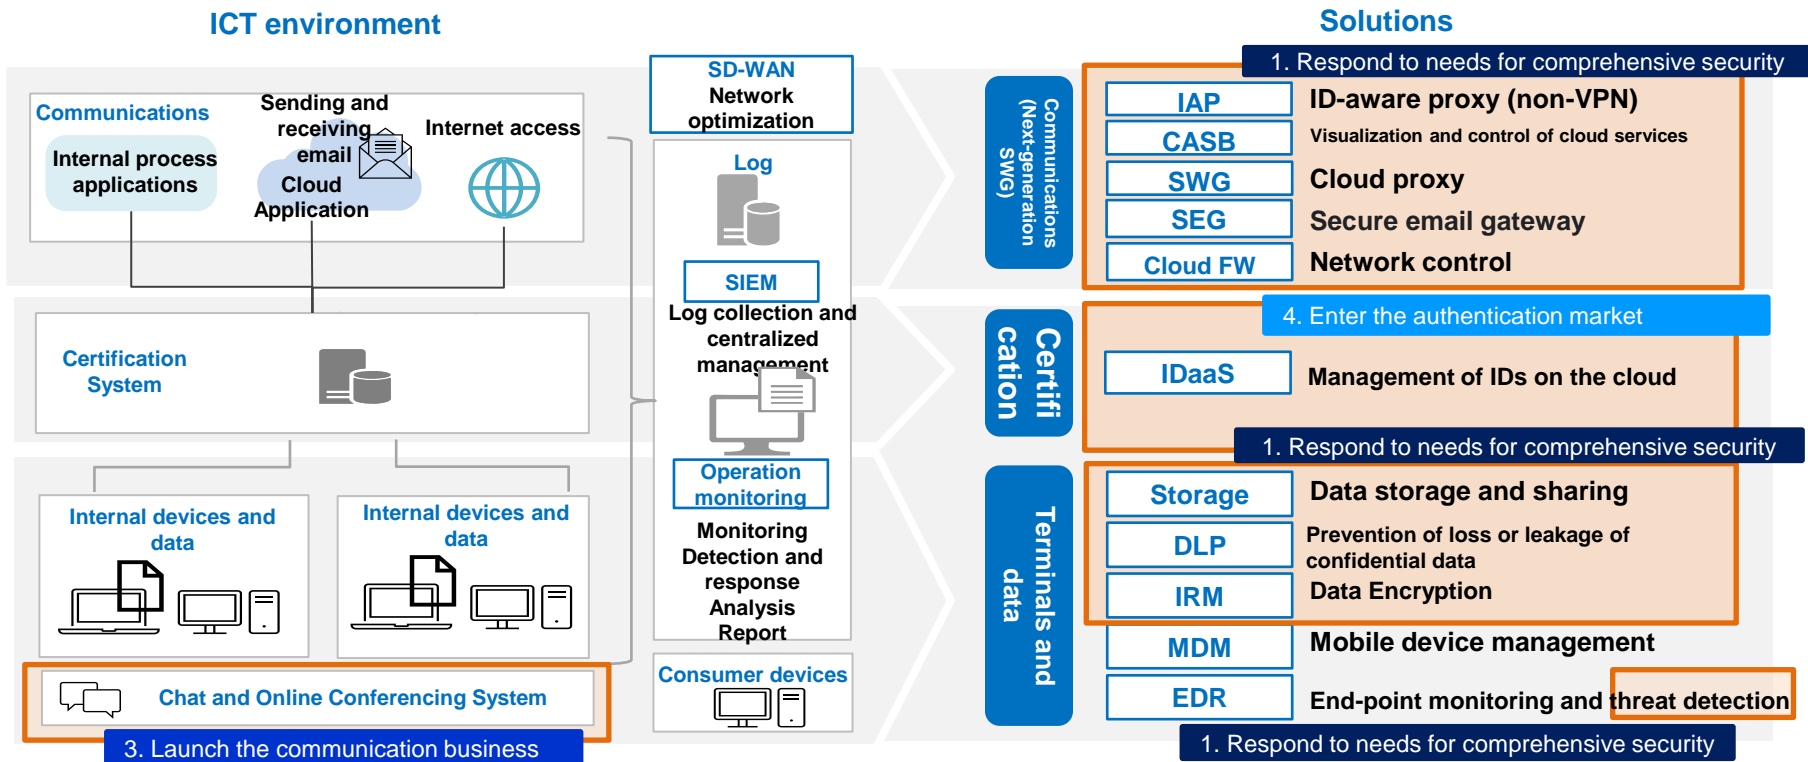 ICT environment
Solutions
Communications
Internal process
applications
Sending and
receiving
email
Cloud
Application
Internet access
Certification
System
Internal devices and
data
Internal devices and
data
Chat and Online Conferencing System
3. Launch the communication business
SD-WAN
Network
optimization
Log
SIEM
Log collection and
centralized
management
Operation
monitoring
Monitoring
Detection and
response
Analysis
Report
Consumer devices
1. Respond to needs for comprehensive security
Communications
(Next-generation
SWG)
IAP
ID-aware proxy (non-VPN)
CASB
Visualization and control of cloud services
SWG
Cloud proxy
SEG
Secure email gateway
Cloud FW
Network control
4. Enter the authentication market
Certifi
cation
IDaaS
Management of IDs on the cloud
1. Respond to needs for comprehensive security
Terminals and
data
Storage
Data storage and sharing
DLP
Prevention of loss or leakage of
confidential data
IRM
Data Encryption
MDM
Mobile device management
EDR
End-point monitoring and threat detection
1. Respond to needs for comprehensive security